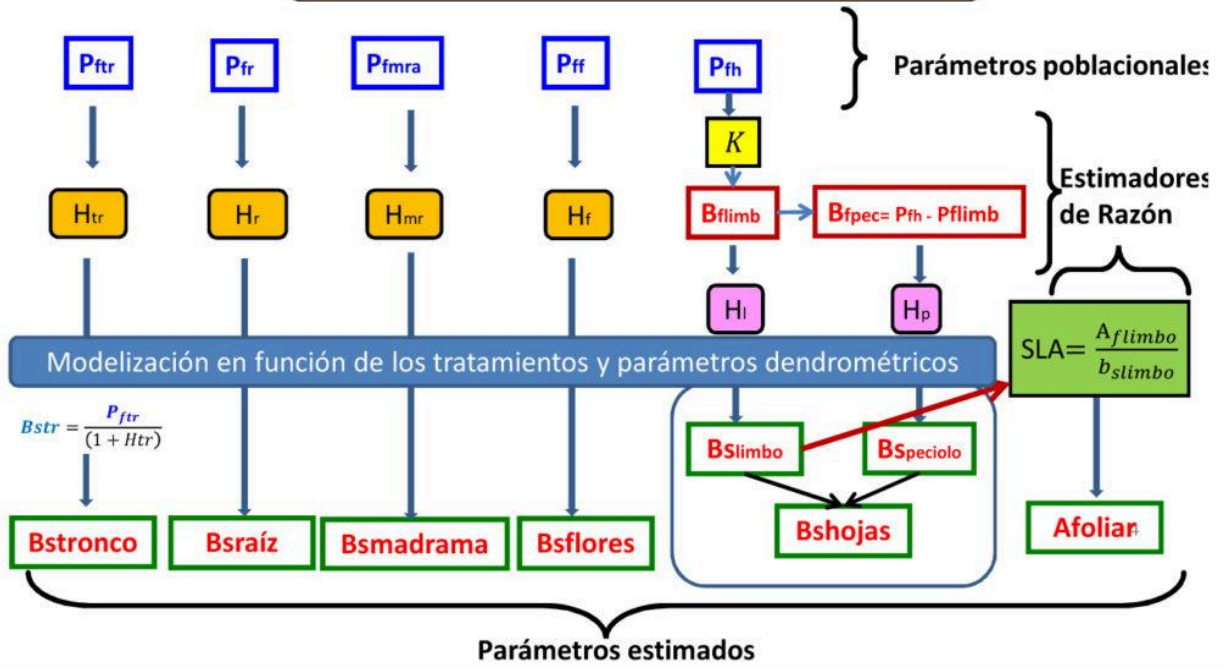 Pftr
Pfr
Pfmra
Pff
Pfh
Parámetros poblacionales
K
Estimadores
de Razón
Htr
Hr
Hmr
Hf
Bflimb
Bfpec= Pfh - Pflimb
Hl
Hp
SLA= Aflimbo / bslimbo
Modelización en función de los tratamientos y parámetros dendrométricos
Bstr = Pftr / (1 + Htr)
Bslimbo
Bspeciolo
Bstronco
Bsraíz
Bsmadrama
Bsflores
Bshojas
Afoliar
4
Parámetros estimados